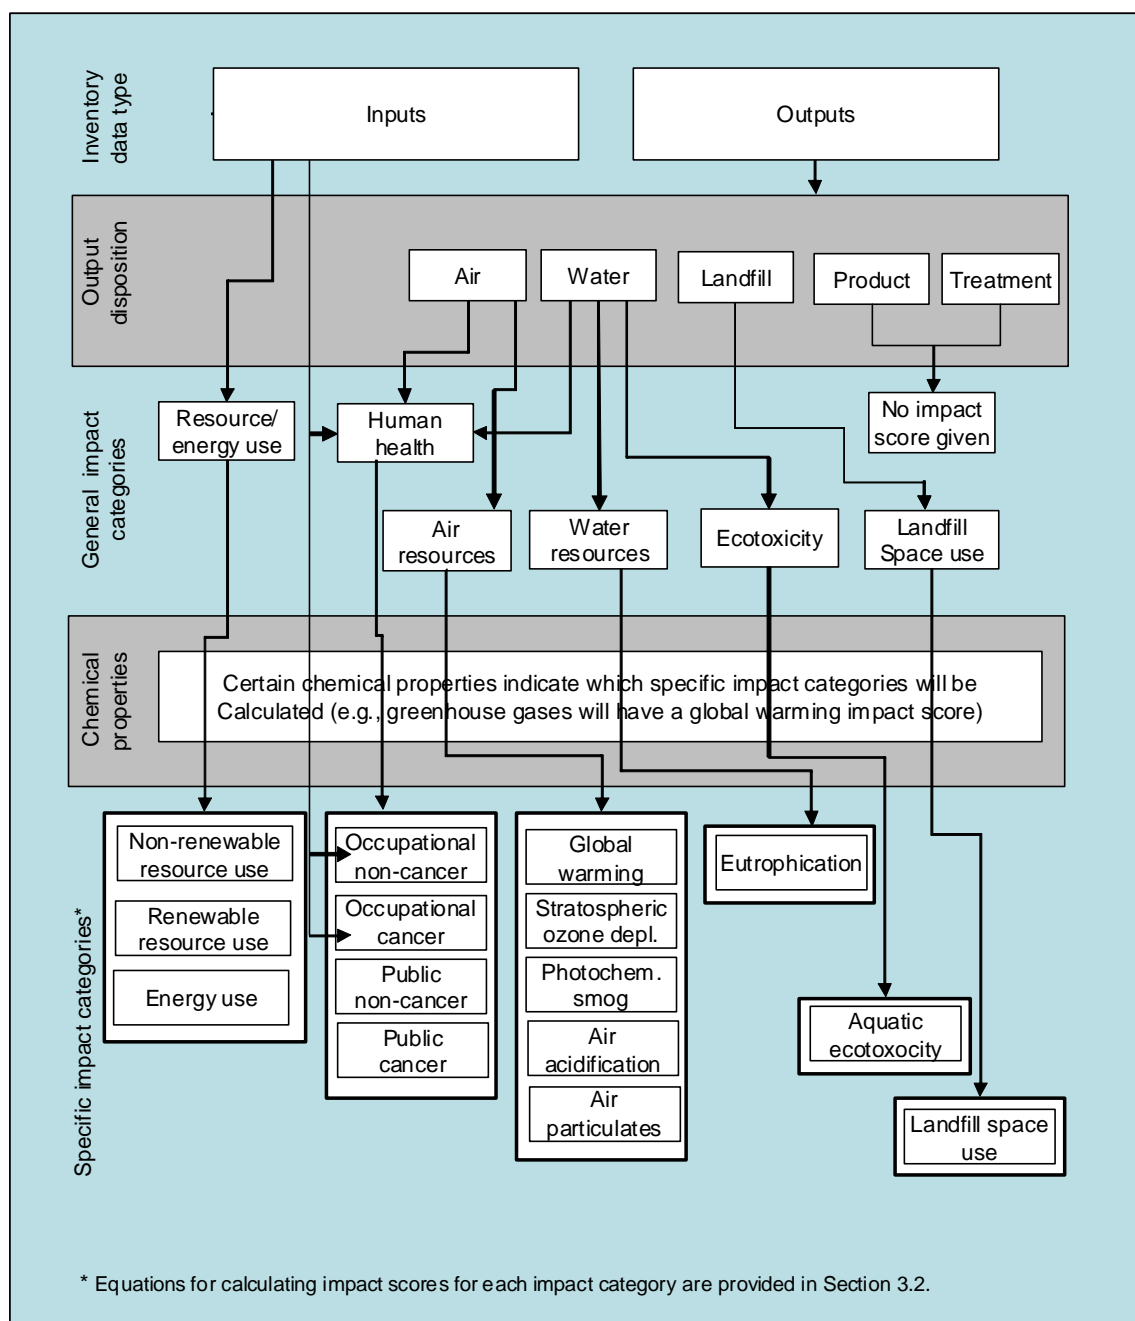 Inventory
data type
Inputs
Outputs
Output
disposition
Air
Water
Landfill
Product
Treatment
General impact
categories
Resource/
energy use
Human
health
No impact
score given
Air
resources
Water
resources
Ecotoxicity
Landfill
Space use
Chemical
properties
Certain chemical properties indicate which specific impact categories will be
Calculated (e.g., greenhouse gases will have a global warming impact score)
Specific impact categories*
Non-renewable
resource use
Renewable
resource use
Energy use
Occupational
non-cancer
Occupational
cancer
Public
non-cancer
Public
cancer
Global
warming
Stratospheric
ozone depl.
Photochem.
smog
Air
acidification
Air
particulates
Eutrophication
Aquatic
ecotoxocity
Landfill space
use
* Equations for calculating impact scores for each impact category are provided in Section 3.2.